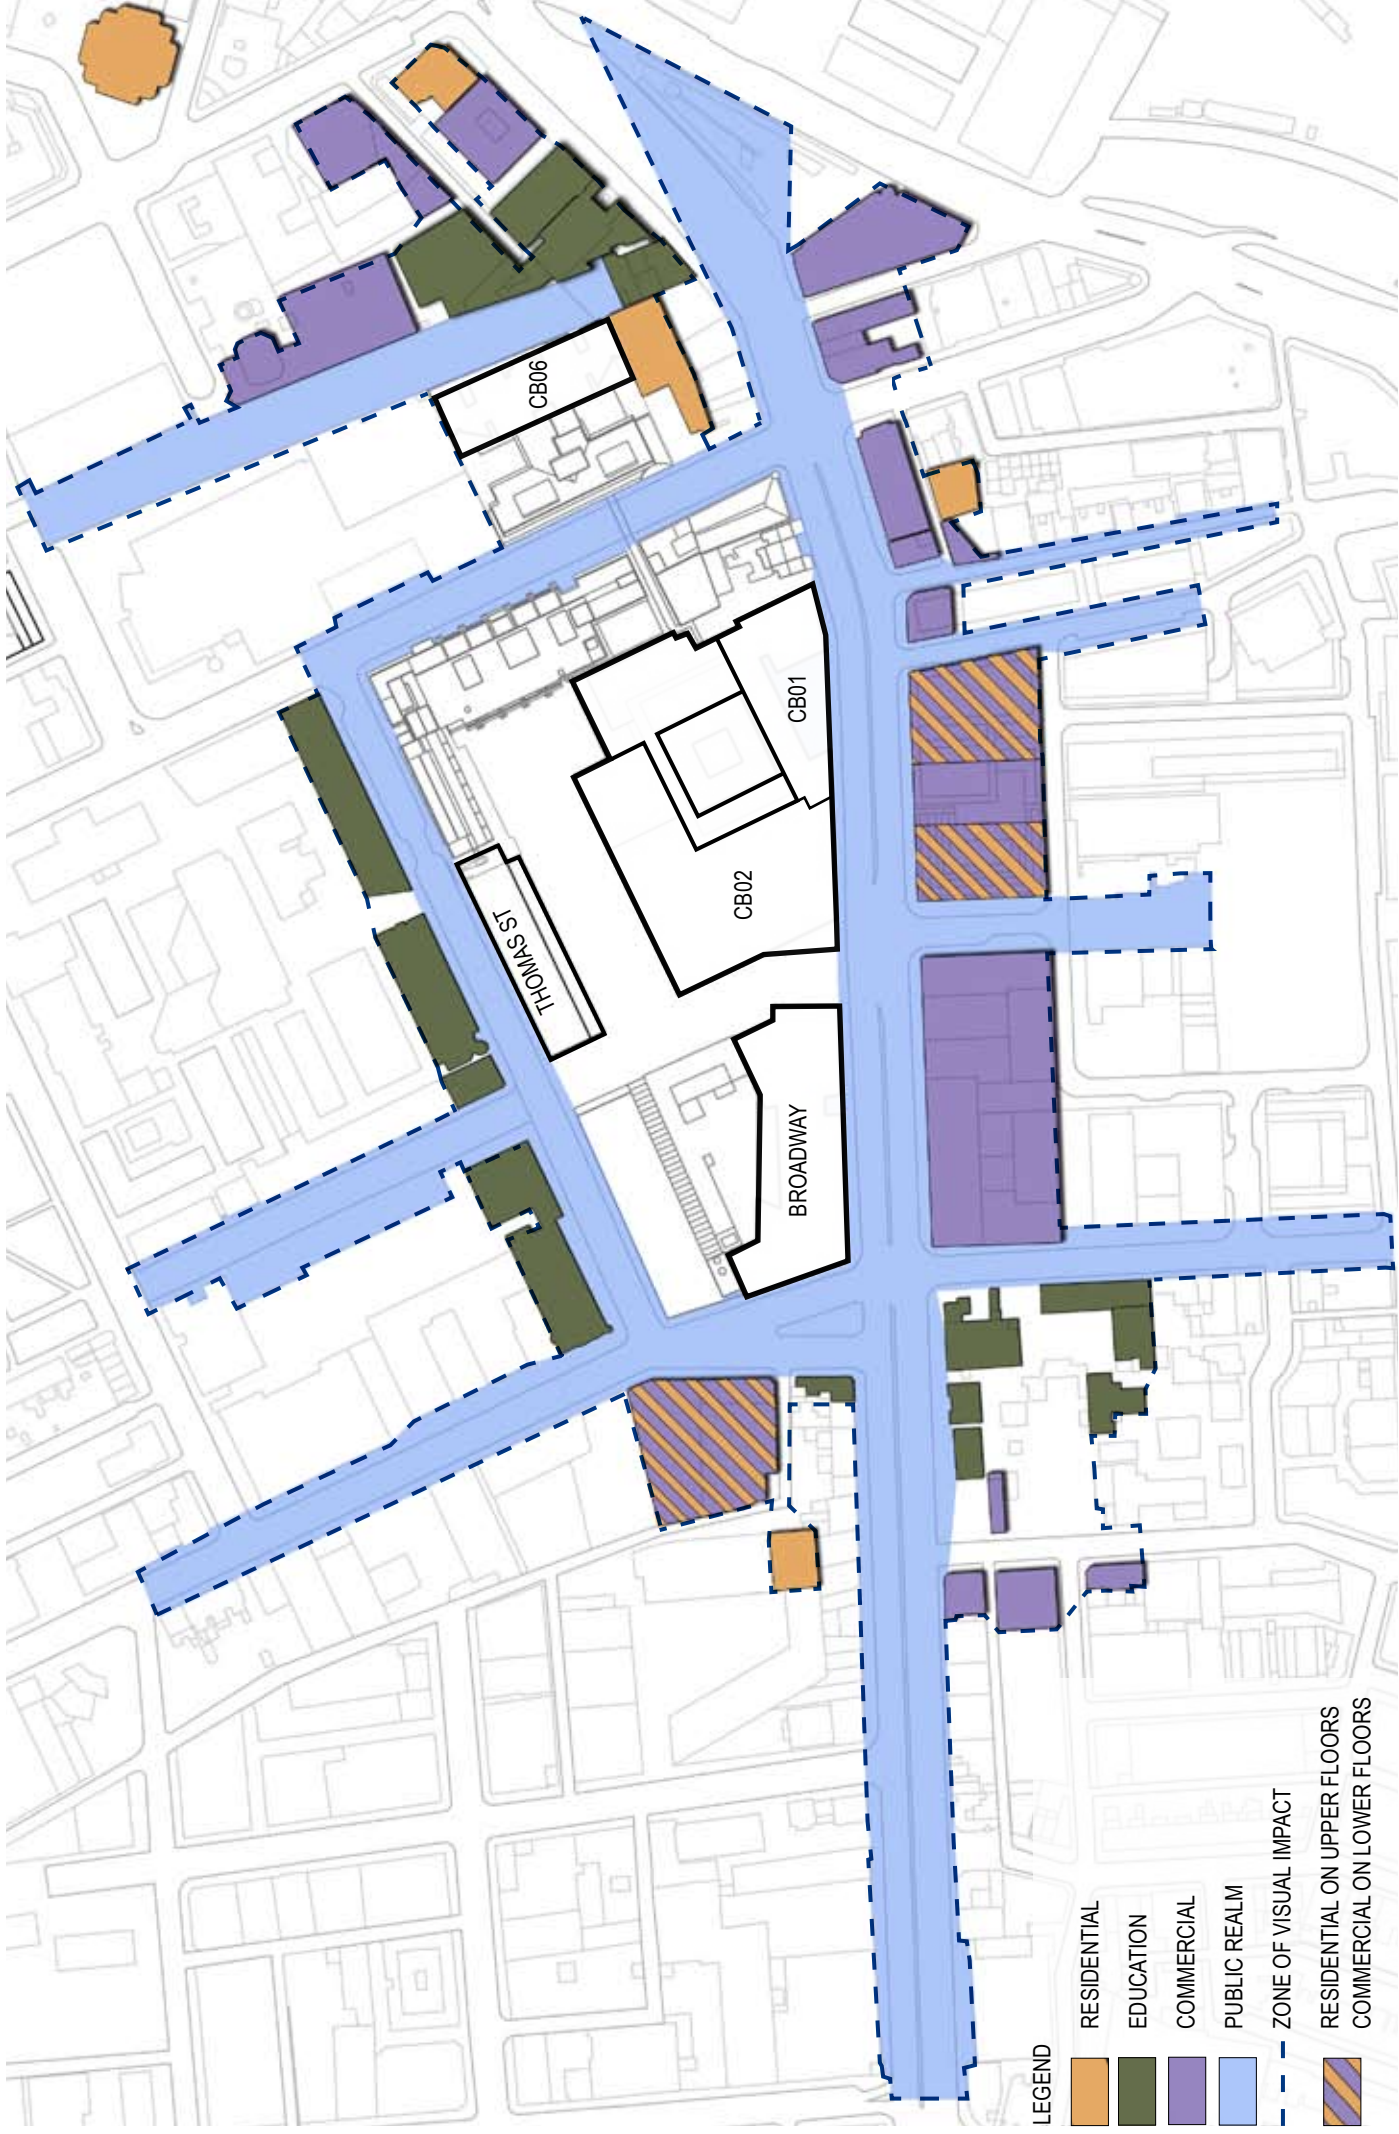 CB06
CB01
CB02
THOMAS ST
BROADWAY
LEGEND
RESIDENTIAL
EDUCATION
COMMERCIAL
PUBLIC REALM
ZONE OF VISUAL IMPACT
RESIDENTIAL ON UPPER FLOORS
COMMERCIAL ON LOWER FLOORS